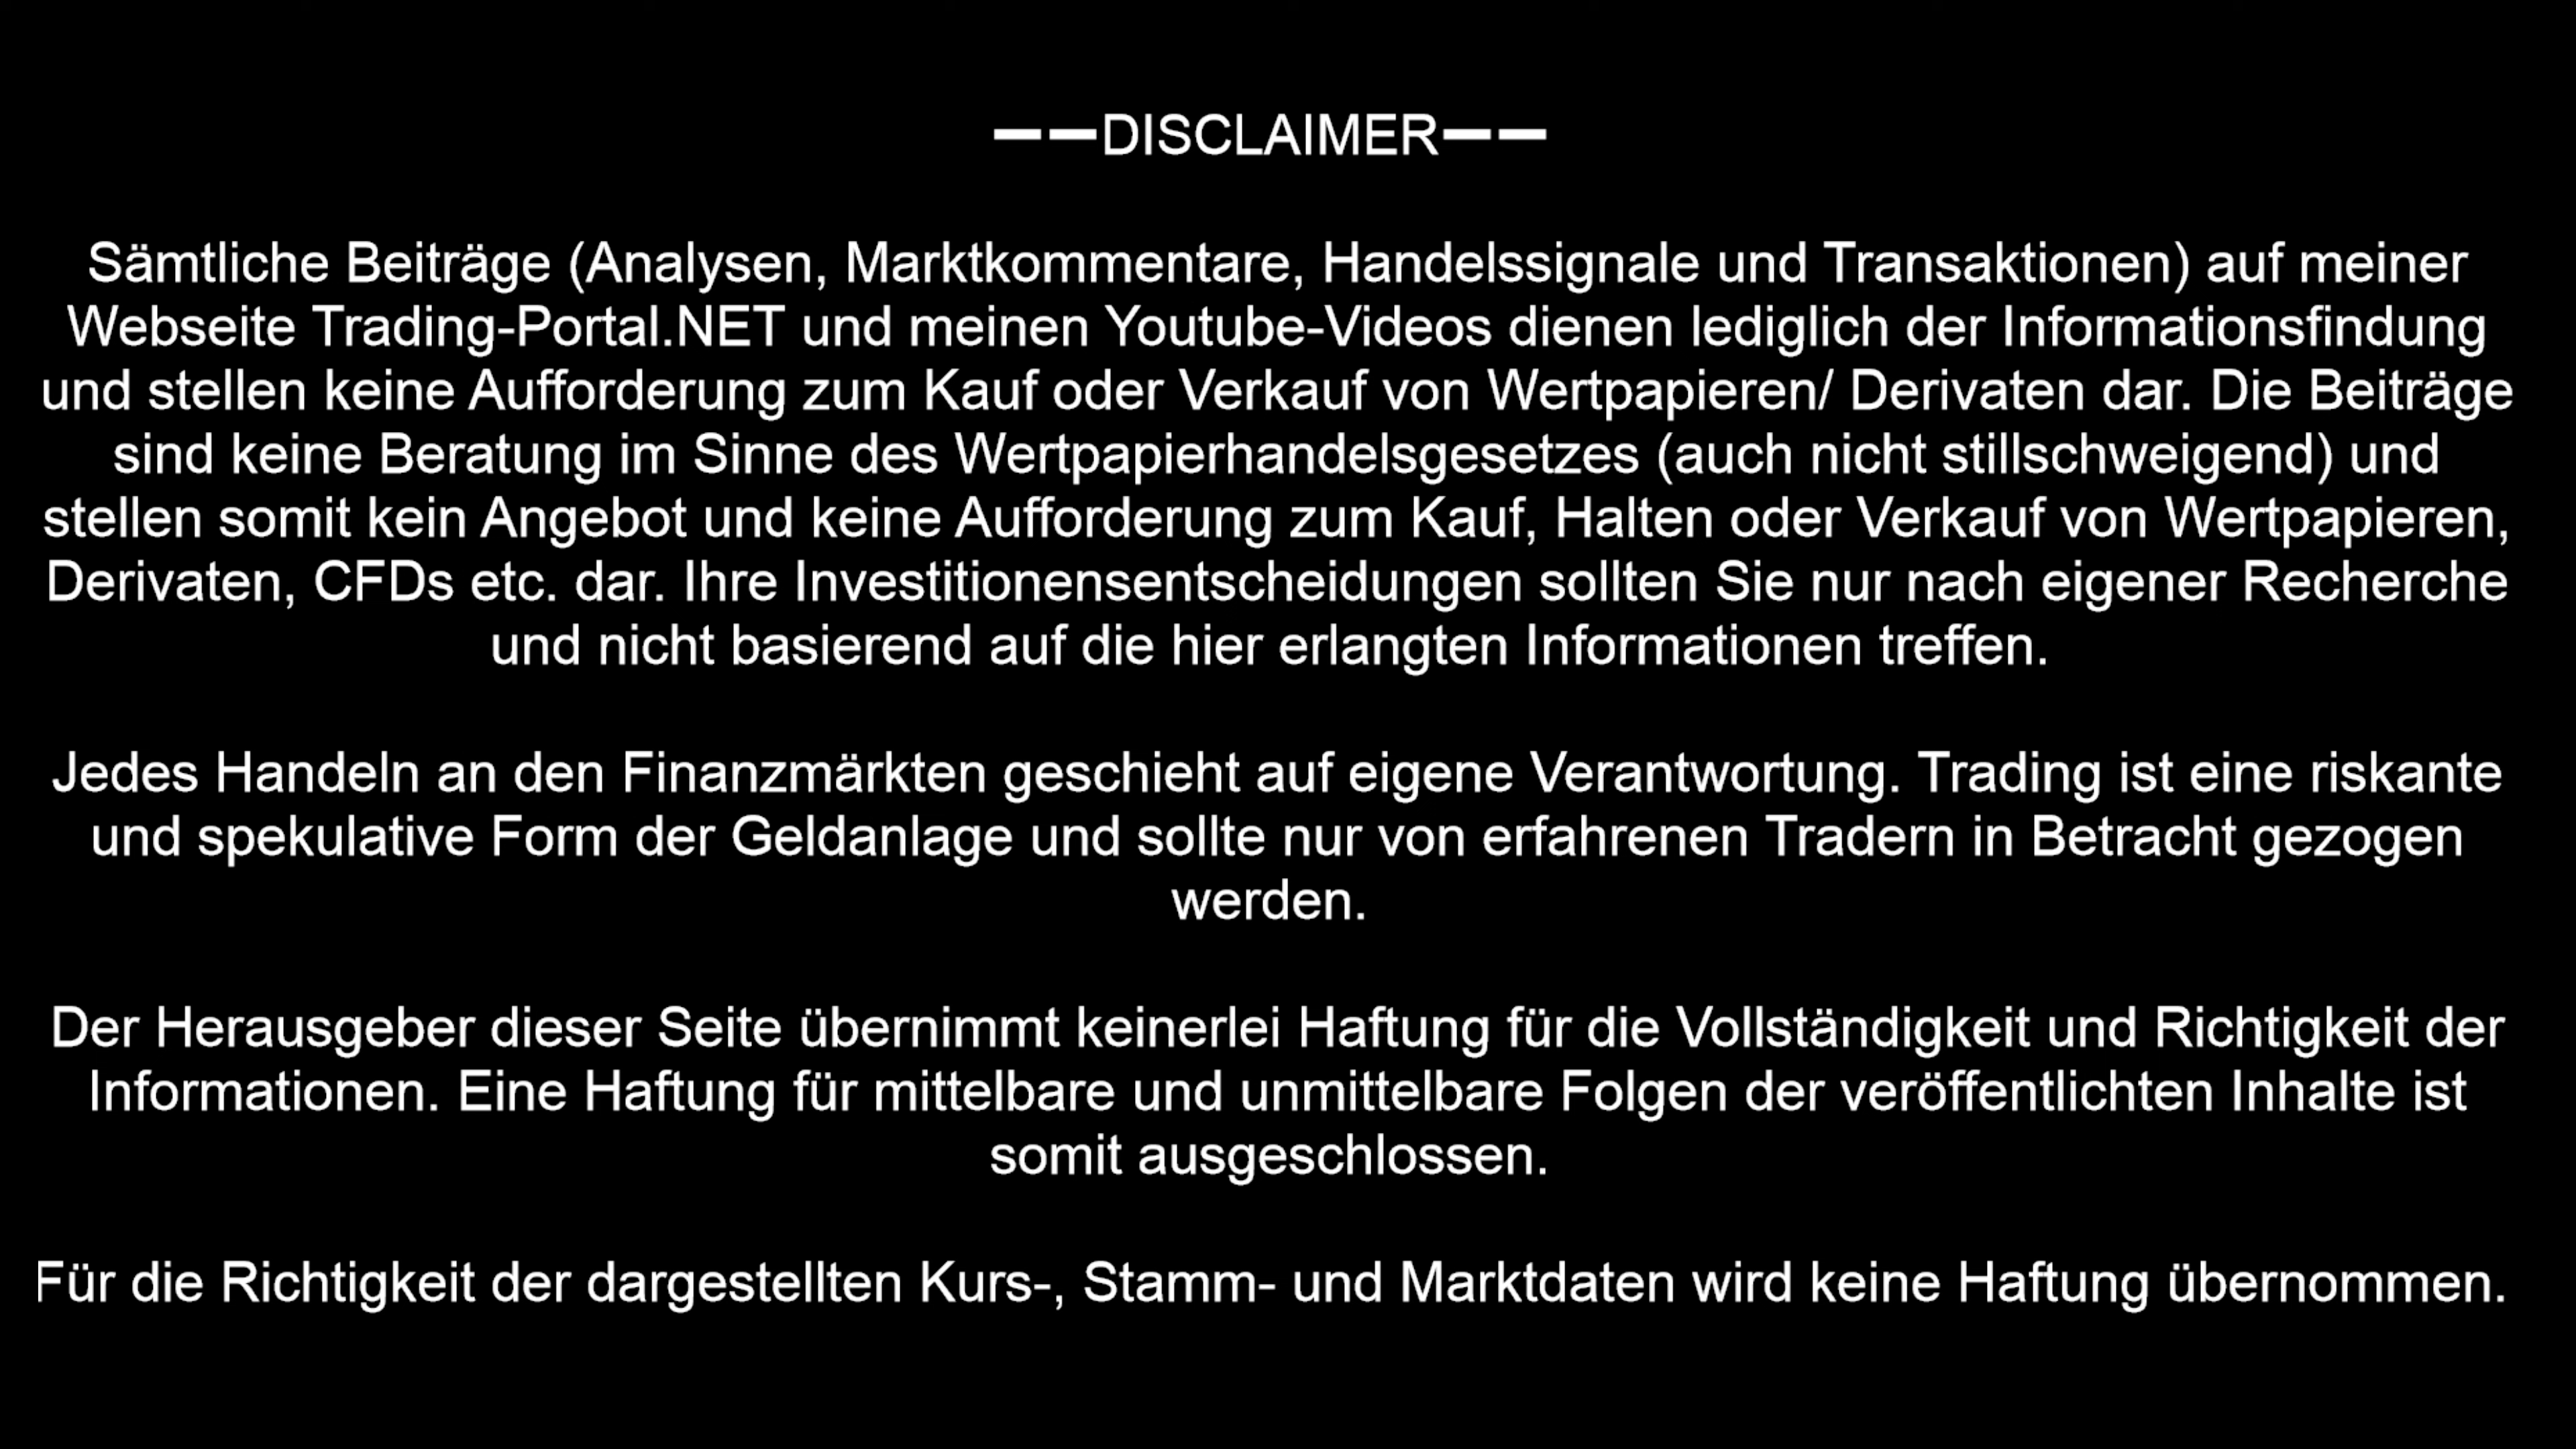 ——DISCLAIMER——
Sämtliche Beiträge (Analysen, Marktkommentare, Handelssignale und Transaktionen) auf meiner
Webseite Trading-Portal.NET und meinen Youtube-Videos dienen lediglich der Informationsfindung
und stellen keine Aufforderung zum Kauf oder Verkauf von Wertpapieren/ Derivaten dar. Die Beiträge
sind keine Beratung im Sinne des Wertpapierhandelsgesetzes (auch nicht stillschweigend) und
stellen somit kein Angebot und keine Aufforderung zum Kauf, Halten oder Verkauf von Wertpapieren,
Derivaten, CFDs etc. dar. Ihre Investitionensentscheidungen sollten Sie nur nach eigener Recherche
und nicht basierend auf die hier erlangten Informationen treffen.
Jedes Handeln an den Finanzmärkten geschieht auf eigene Verantwortung. Trading ist eine riskante
und spekulative Form der Geldanlage und sollte nur von erfahrenen Tradern in Betracht gezogen
werden.
Der Herausgeber dieser Seite übernimmt keinerlei Haftung für die Vollständigkeit und Richtigkeit der
Informationen. Eine Haftung für mittelbare und unmittelbare Folgen der veröffentlichten Inhalte ist
somit ausgeschlossen.
Für die Richtigkeit der dargestellten Kurs-, Stamm- und Marktdaten wird keine Haftung übernommen.